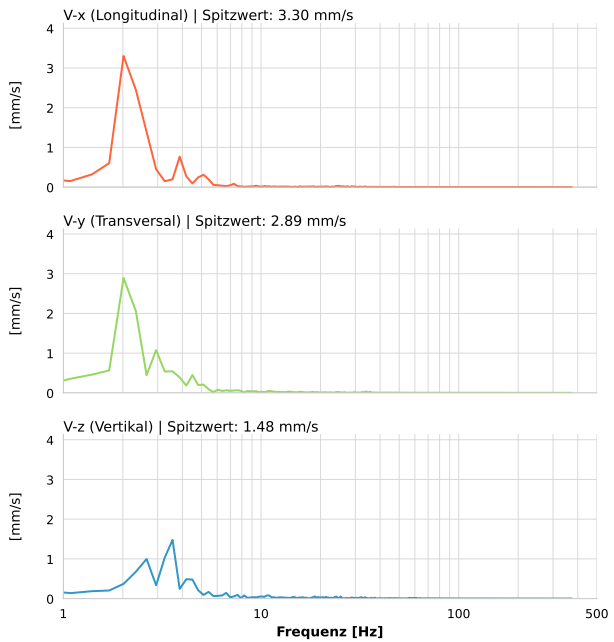 V-x (Longitudinal) | Spitzwert: 3.30 mm/s
4
3
2
1
0
[mm/s]
V-y (Transversal) | Spitzwert: 2.89 mm/s
4
3
2
1
0
[mm/s]
V-z (Vertikal) | Spitzwert: 1.48 mm/s
4
3
2
1
0
[mm/s]
1 10 100 500
Frequenz [Hz]